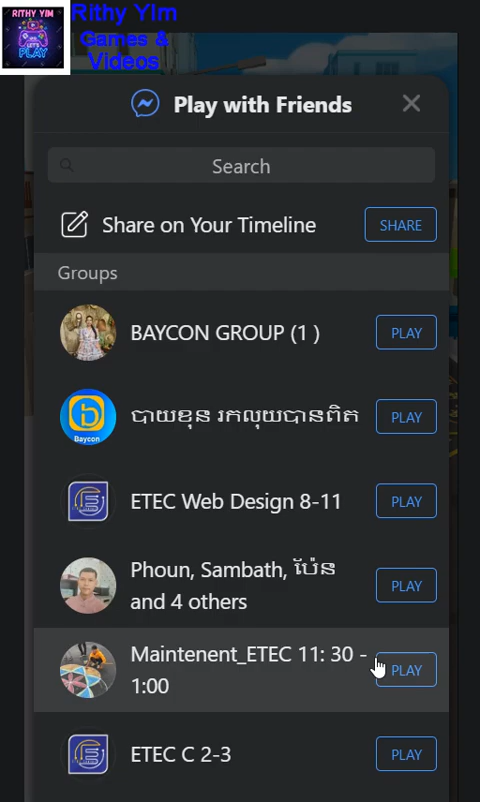 RITHY YIM
LET'S
PLAY
Rithy Yim
Games &
Videos
Play with Friends
Search
Share on Your Timeline
SHARE
Groups
BAYCON GROUP (1 )
PLAY
Baycon
បាយខុន រកលុយបានពិត
PLAY
ETEC Web Design 8-11
PLAY
Phoun, Sambath, ប៉ែន
and 4 others
PLAY
Maintenent_ETEC 11: 30 -
1:00
PLAY
ETEC C 2-3
PLAY